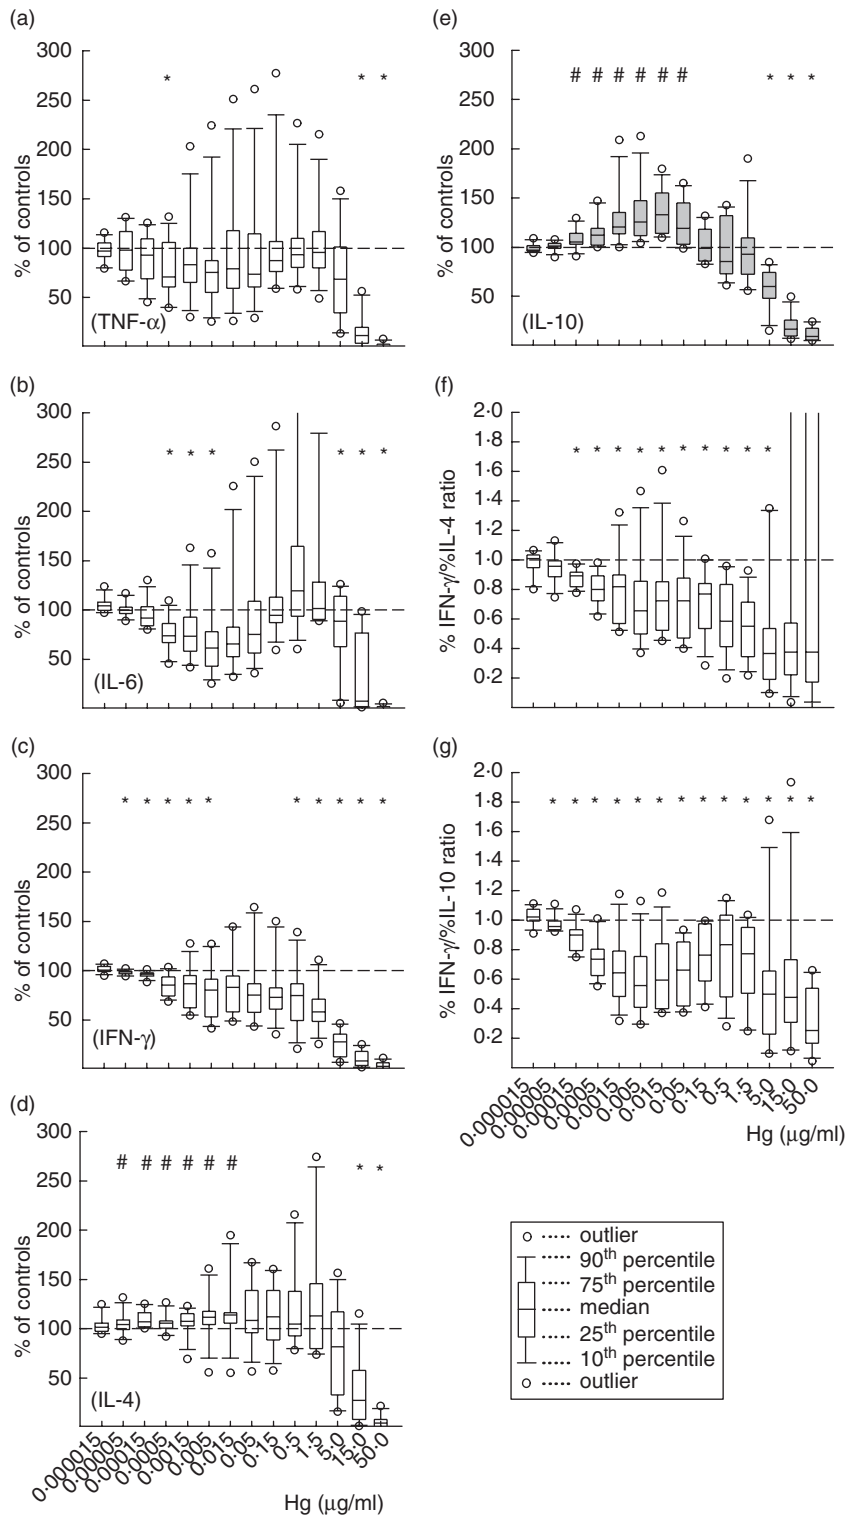 (a)
300
250
200
150
100
50
% of controls
(TNF-α)
* * *
(b)
300
250
200
150
100
50
% of controls
(IL-6)
* * * * * *
(c)
300
250
200
150
100
50
% of controls
(IFN-γ)
* * * * * * * * * *
(d)
300
250
200
150
100
50
% of controls
(IL-4)
# # # # # # * *
0·000015
0·00005
0·00015
0·0005
0·0015
0·005
0·015
0·05
0·15
0·5
1·5
5·0
15·0
50·0
Hg (μg/ml)
(e)
300
250
200
150
100
50
% of controls
(IL-10)
# # # # # # * * *
(f)
2·0
1·8
1·6
1·4
1·2
1·0
0·8
0·6
0·4
0·2
% IFN-γ/%IL-4 ratio
* * * * * * * * * *
(g)
2·0
1·8
1·6
1·4
1·2
1·0
0·8
0·6
0·4
0·2
% IFN-γ/%IL-10 ratio
* * * * * * * * * * * * *
0·000015
0·00005
0·00015
0·0005
0·0015
0·005
0·015
0·05
0·15
0·5
1·5
5·0
15·0
50·0
Hg (μg/ml)
outlier
90th percentile
75th percentile
median
25th percentile
10th percentile
outlier